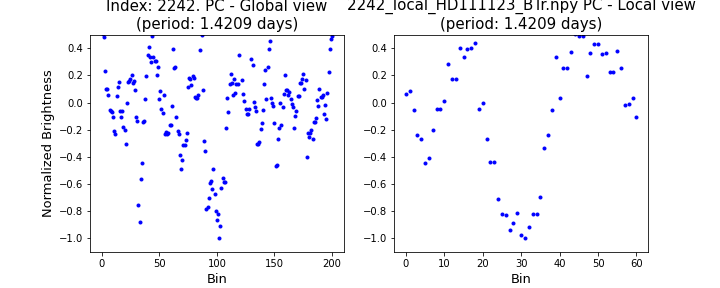 Index: 2242. PC - Global view
(period: 1.4209 days)
2242_local_HD111123_BTr.npy PC - Local view
(period: 1.4209 days)
Normalized Brightness
0.4
0.2
0.0
−0.2
−0.4
−0.6
−0.8
−1.0
0 50 100 150 200
Bin
0.4
0.2
0.0
−0.2
−0.4
−0.6
−0.8
−1.0
0 10 20 30 40 50 60
Bin